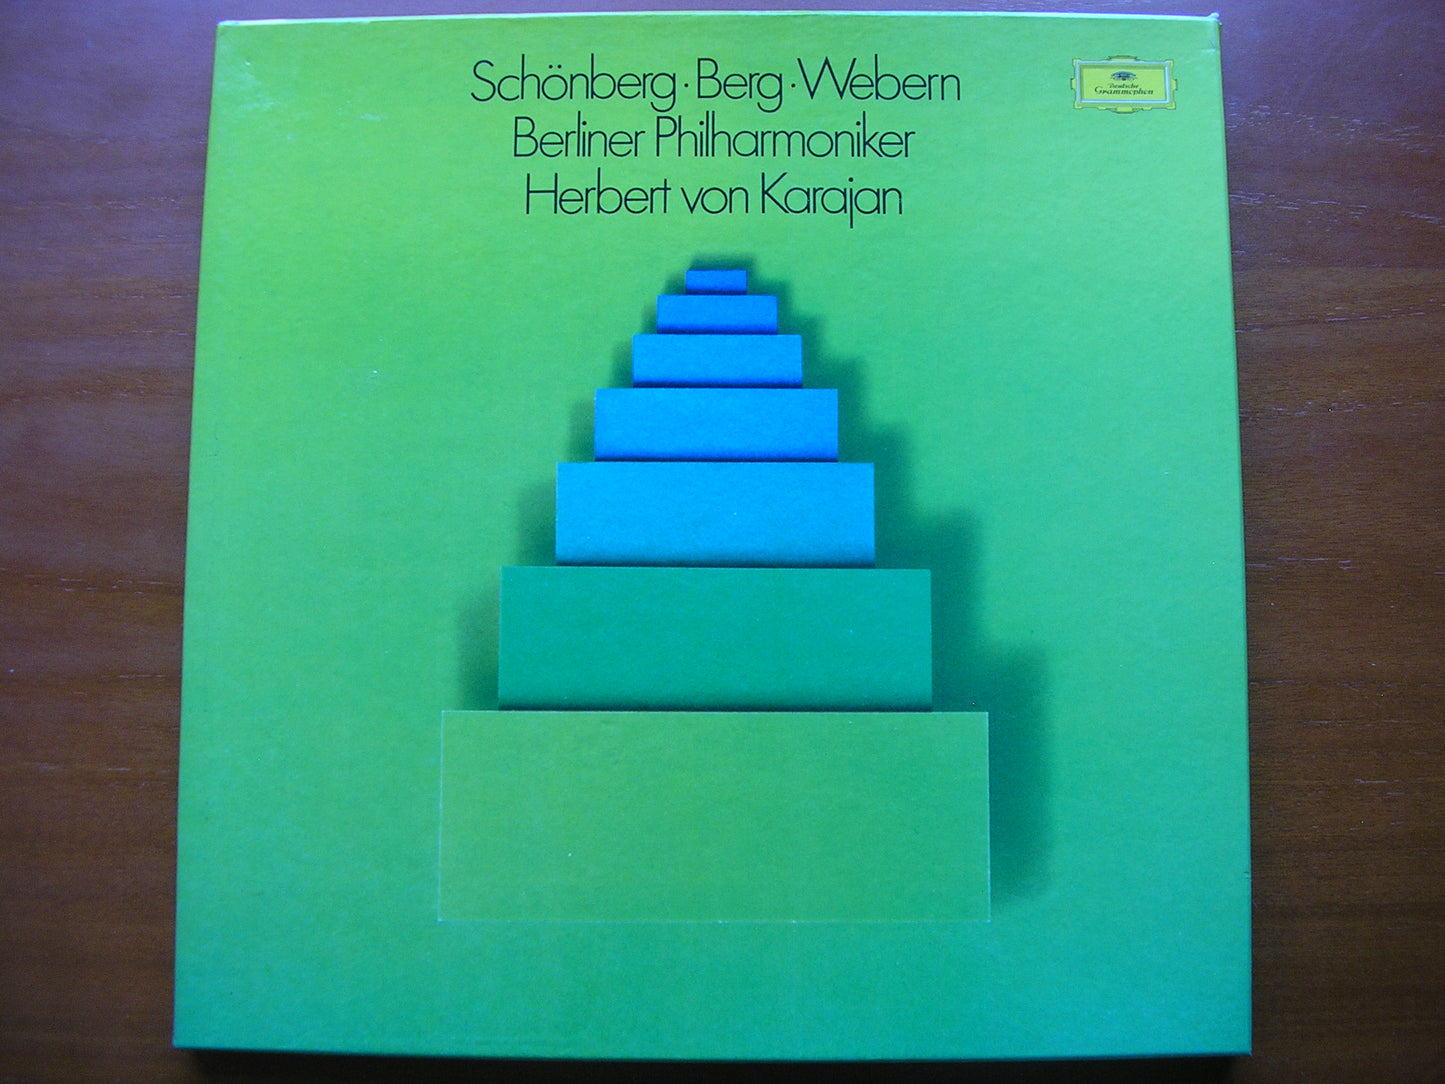 Schönberg · Berg · Webern
Berliner Philharmoniker
Herbert von Karajan
Deutsche
Grammophon